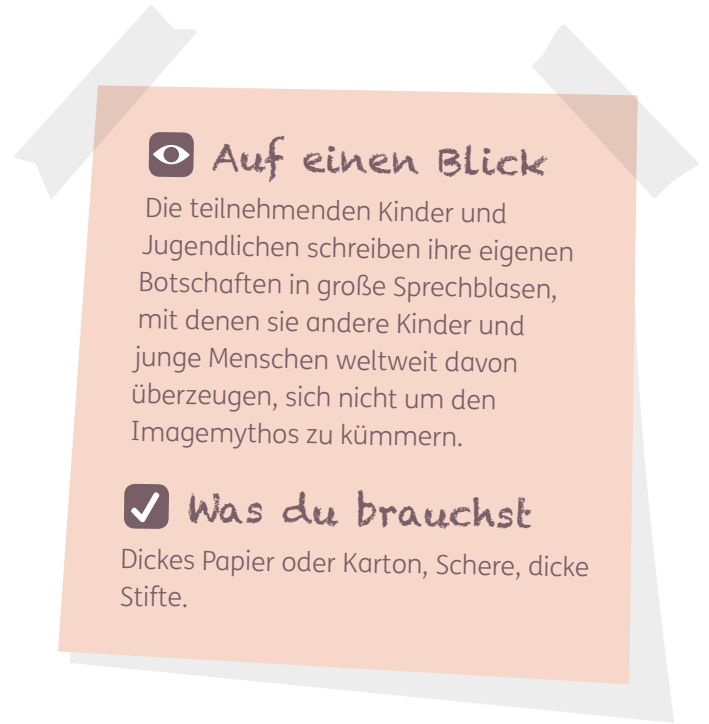 Auf einen Blick
Die teilnehmenden Kinder und
Jugendlichen schreiben ihre eigenen
Botschaften in große Sprechblasen,
mit denen sie andere Kinder und
junge Menschen weltweit davon
überzeugen, sich nicht um den
Imagemythos zu kümmern.
Was du brauchst
Dickes Papier oder Karton, Schere, dicke
Stifte.